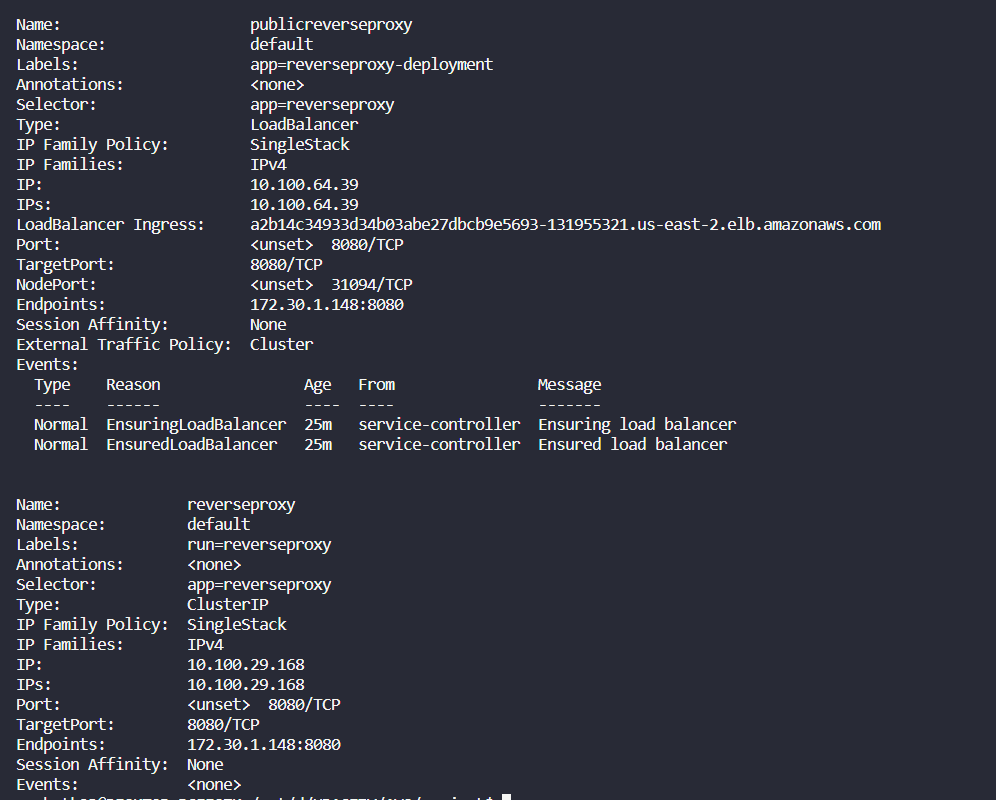 Name:                     publicreverseproxy
Namespace:                default
Labels:                   app=reverseproxy-deployment
Annotations:              <none>
Selector:                 app=reverseproxy
Type:                     LoadBalancer
IP Family Policy:         SingleStack
IP Families:              IPv4
IP:                       10.100.64.39
IPs:                      10.100.64.39
LoadBalancer Ingress:     a2b14c34933d34b03abe27dbcb9e5693-131955321.us-east-2.elb.amazonaws.com
Port:                     <unset>  8080/TCP
TargetPort:               8080/TCP
NodePort:                 <unset>  31094/TCP
Endpoints:                172.30.1.148:8080
Session Affinity:         None
External Traffic Policy:  Cluster
Events:
  Type    Reason                Age   From                Message
  ----    ------                ----  ----                -------
  Normal  EnsuringLoadBalancer  25m   service-controller  Ensuring load balancer
  Normal  EnsuredLoadBalancer   25m   service-controller  Ensured load balancer
Name:              reverseproxy
Namespace:         default
Labels:            run=reverseproxy
Annotations:       <none>
Selector:          app=reverseproxy
Type:              ClusterIP
IP Family Policy:  SingleStack
IP Families:       IPv4
IP:                10.100.29.168
IPs:               10.100.29.168
Port:              <unset>  8080/TCP
TargetPort:        8080/TCP
Endpoints:         172.30.1.148:8080
Session Affinity:  None
Events:            <none>